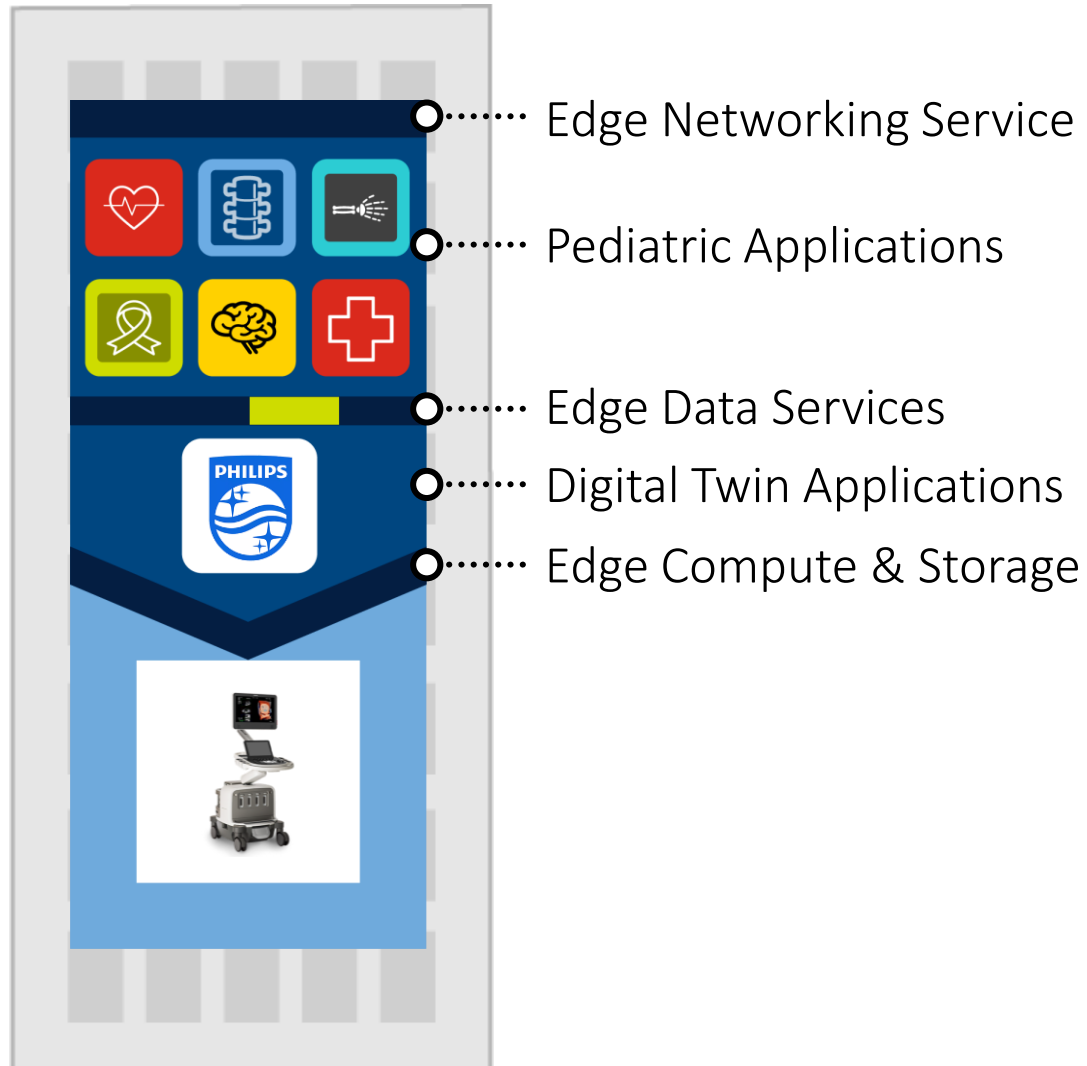 Edge Networking Service
Pediatric Applications
Edge Data Services
PHILIPS
Digital Twin Applications
Edge Compute & Storage